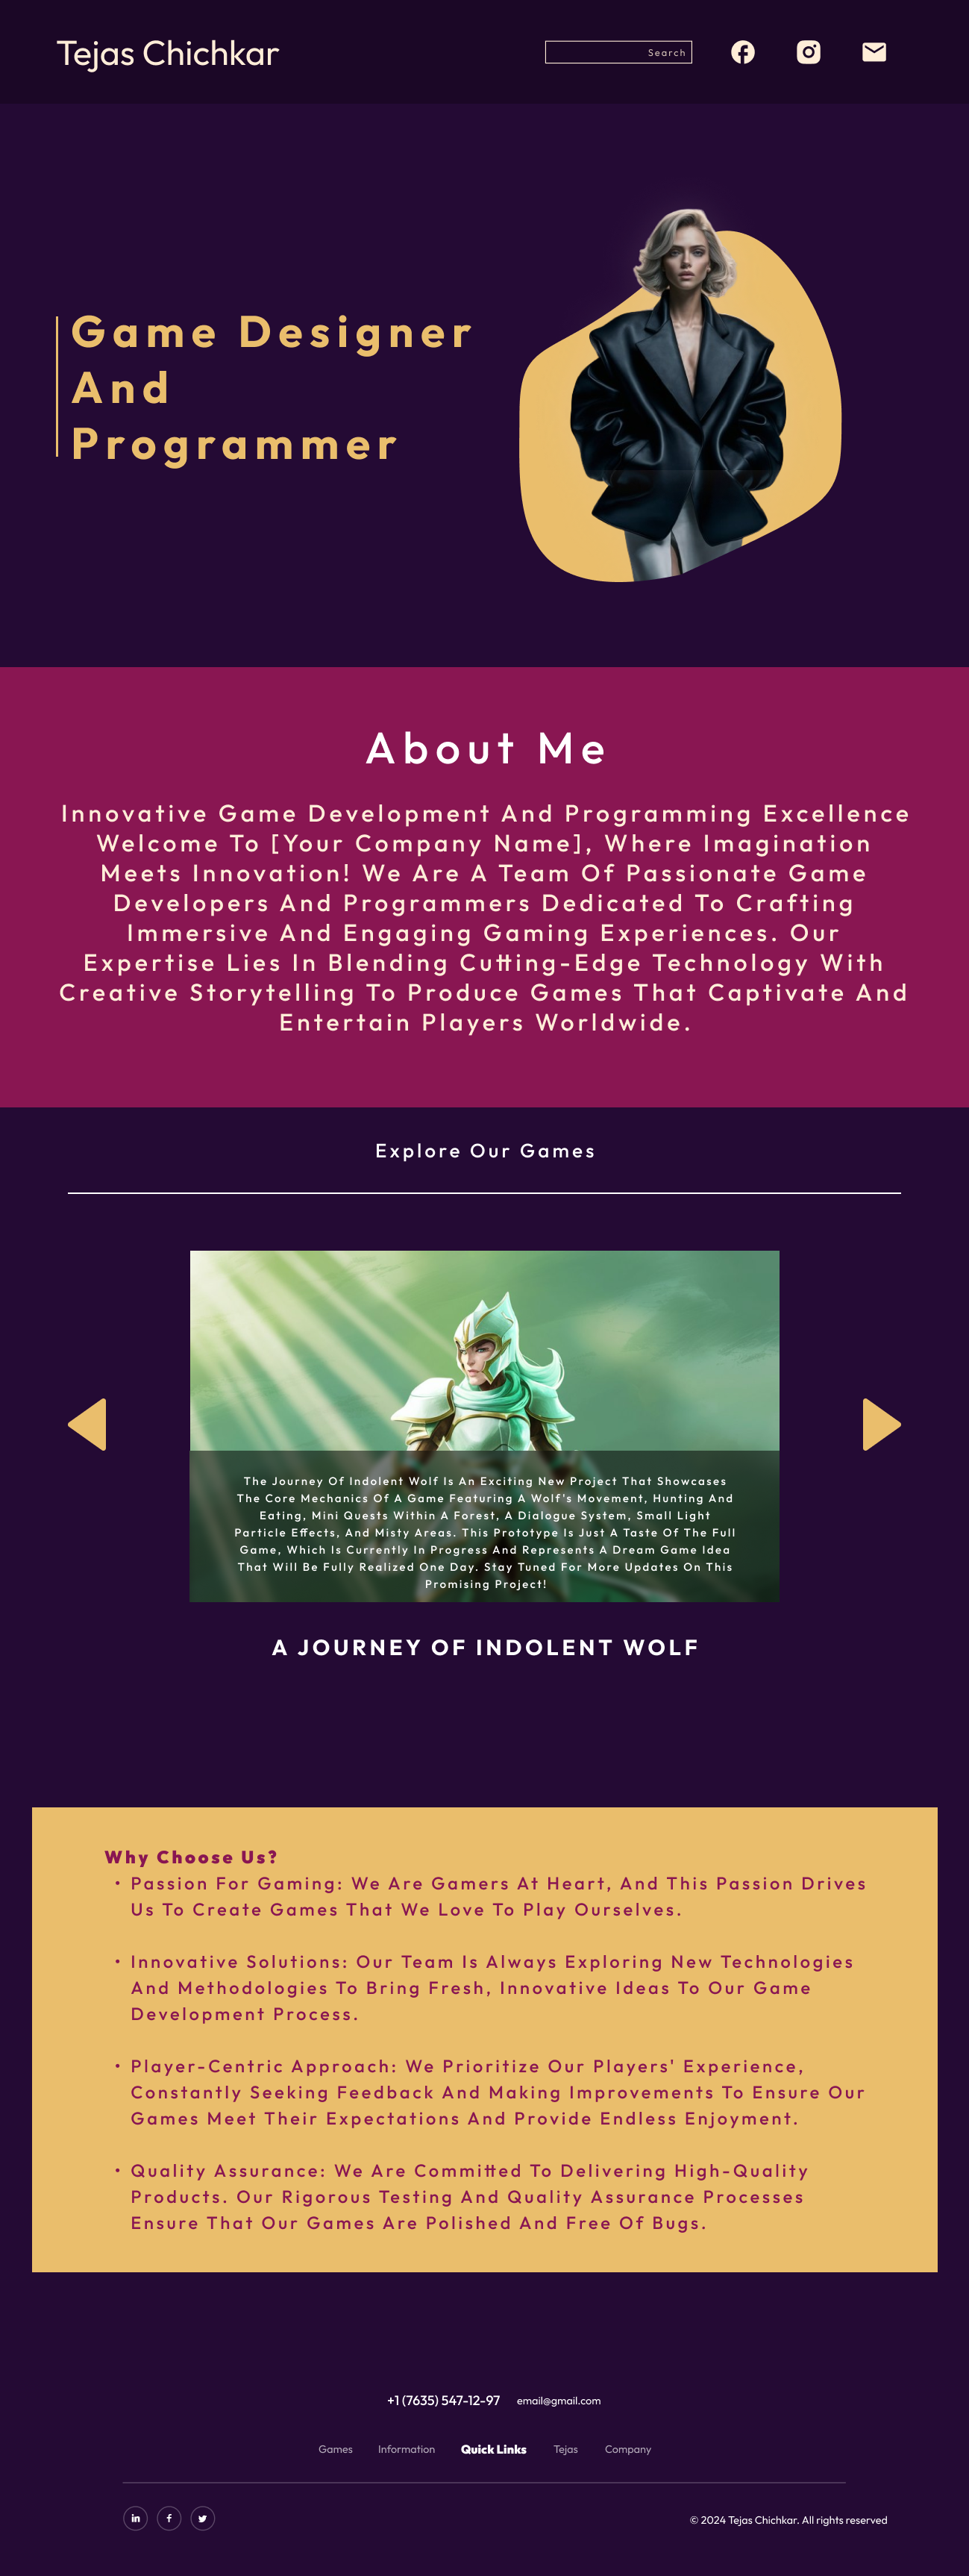 Tejas Chichkar
Search
Game Designer
And
Programmer
About Me
Innovative Game Development And Programming Excellence
Welcome To [Your Company Name], Where Imagination
Meets Innovation! We Are A Team Of Passionate Game
Developers And Programmers Dedicated To Crafting
Immersive And Engaging Gaming Experiences. Our
Expertise Lies In Blending Cutting-Edge Technology With
Creative Storytelling To Produce Games That Captivate And
Entertain Players Worldwide.
Explore Our Games
The Journey Of Indolent Wolf Is An Exciting New Project That Showcases
The Core Mechanics Of A Game Featuring A Wolf's Movement, Hunting And
Eating, Mini Quests Within A Forest, A Dialogue System, Small Light
Particle Effects, And Misty Areas. This Prototype Is Just A Taste Of The Full
Game, Which Is Currently In Progress And Represents A Dream Game Idea
That Will Be Fully Realized One Day. Stay Tuned For More Updates On This
Promising Project!
A JOURNEY OF INDOLENT WOLF
Why Choose Us?
• Passion For Gaming: We Are Gamers At Heart, And This Passion Drives
Us To Create Games That We Love To Play Ourselves.
• Innovative Solutions: Our Team Is Always Exploring New Technologies
And Methodologies To Bring Fresh, Innovative Ideas To Our Game
Development Process.
• Player-Centric Approach: We Prioritize Our Players' Experience,
Constantly Seeking Feedback And Making Improvements To Ensure Our
Games Meet Their Expectations And Provide Endless Enjoyment.
• Quality Assurance: We Are Committed To Delivering High-Quality
Products. Our Rigorous Testing And Quality Assurance Processes
Ensure That Our Games Are Polished And Free Of Bugs.
+1 (7635) 547-12-97 email@gmail.com
Games Information Quick Links Tejas Company
© 2024 Tejas Chichkar. All rights reserved